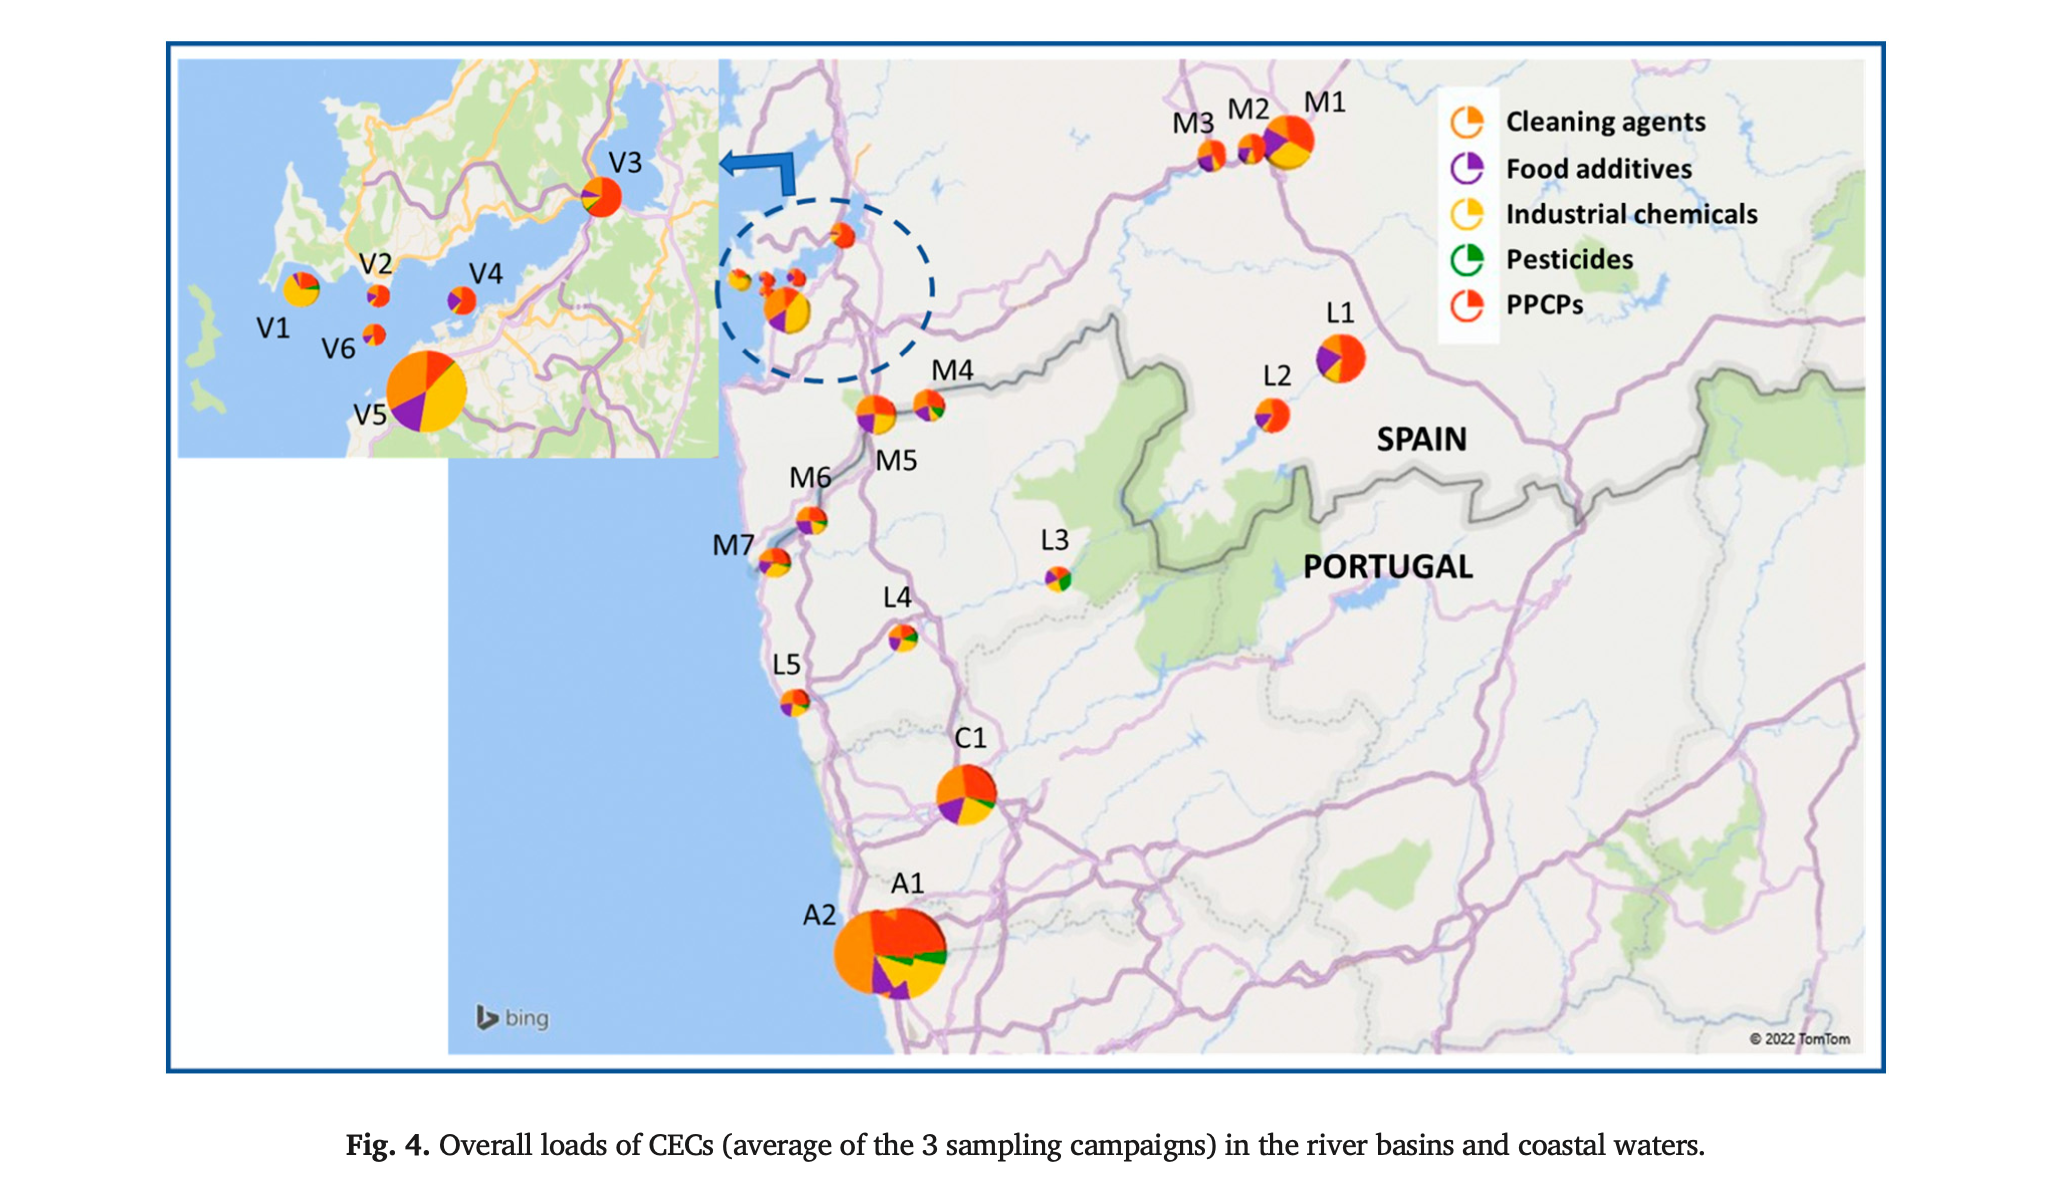 V3
V2
V4
V1
V6
V5
M3
M2
M1
Cleaning agents
Food additives
Industrial chemicals
Pesticides
PPCPs
L1
L2
M4
SPAIN
M5
M6
M7
L3
PORTUGAL
L4
L5
C1
A1
A2
bing
© 2022 TomTom
Fig. 4. Overall loads of CECs (average of the 3 sampling campaigns) in the river basins and coastal waters.